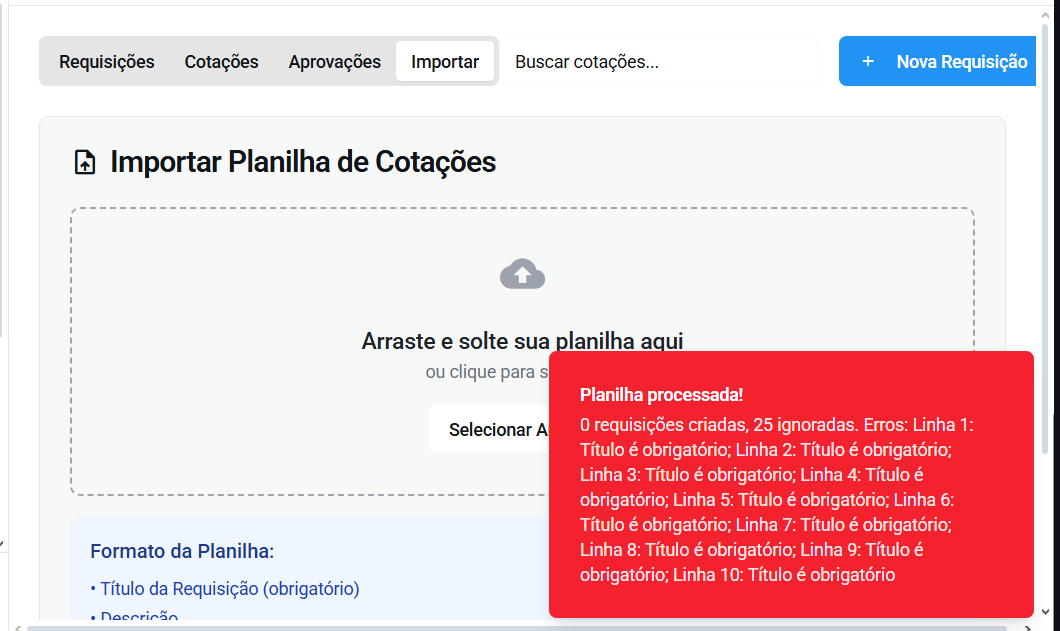 Requisições
Cotações
Aprovações
Importar
Buscar cotações...
+ Nova Requisição
Importar Planilha de Cotações
Arraste e solte sua planilha aqui
ou clique para s
Selecionar A
Planilha processada!
0 requisições criadas, 25 ignoradas. Erros: Linha 1:
Título é obrigatório; Linha 2: Título é obrigatório;
Linha 3: Título é obrigatório; Linha 4: Título é
obrigatório; Linha 5: Título é obrigatório; Linha 6:
Título é obrigatório; Linha 7: Título é obrigatório;
Linha 8: Título é obrigatório; Linha 9: Título é
obrigatório; Linha 10: Título é obrigatório
Formato da Planilha:
• Título da Requisição (obrigatório)
• Descrição